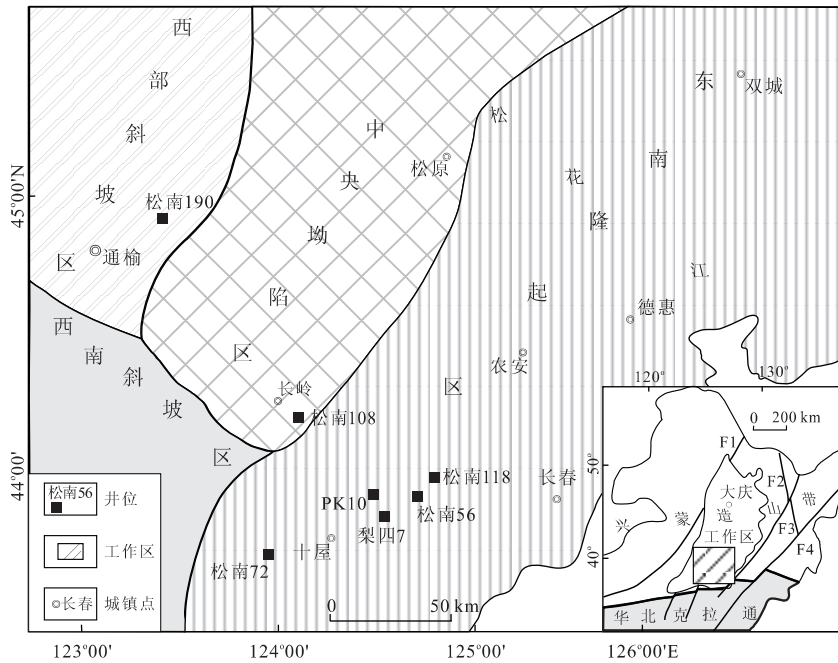 西部斜坡区
中央坳陷区
东南隆起区
松花江
西南斜坡区
双城
松原
松南190
通榆
德惠
农安
长岭
松南108
松南118
长春
PK10
松南56
梨四7
十屋
松南72
45°00'N
44°00'
123°00'
124°00'
125°00'
126°00'E
0 50 km
松南56 井位
工作区
长春 城镇点
120°
130°
50°
40°
0 200 km
F1
F2
F3
F4
大庆
兴蒙造山带
工作区
华北克拉通